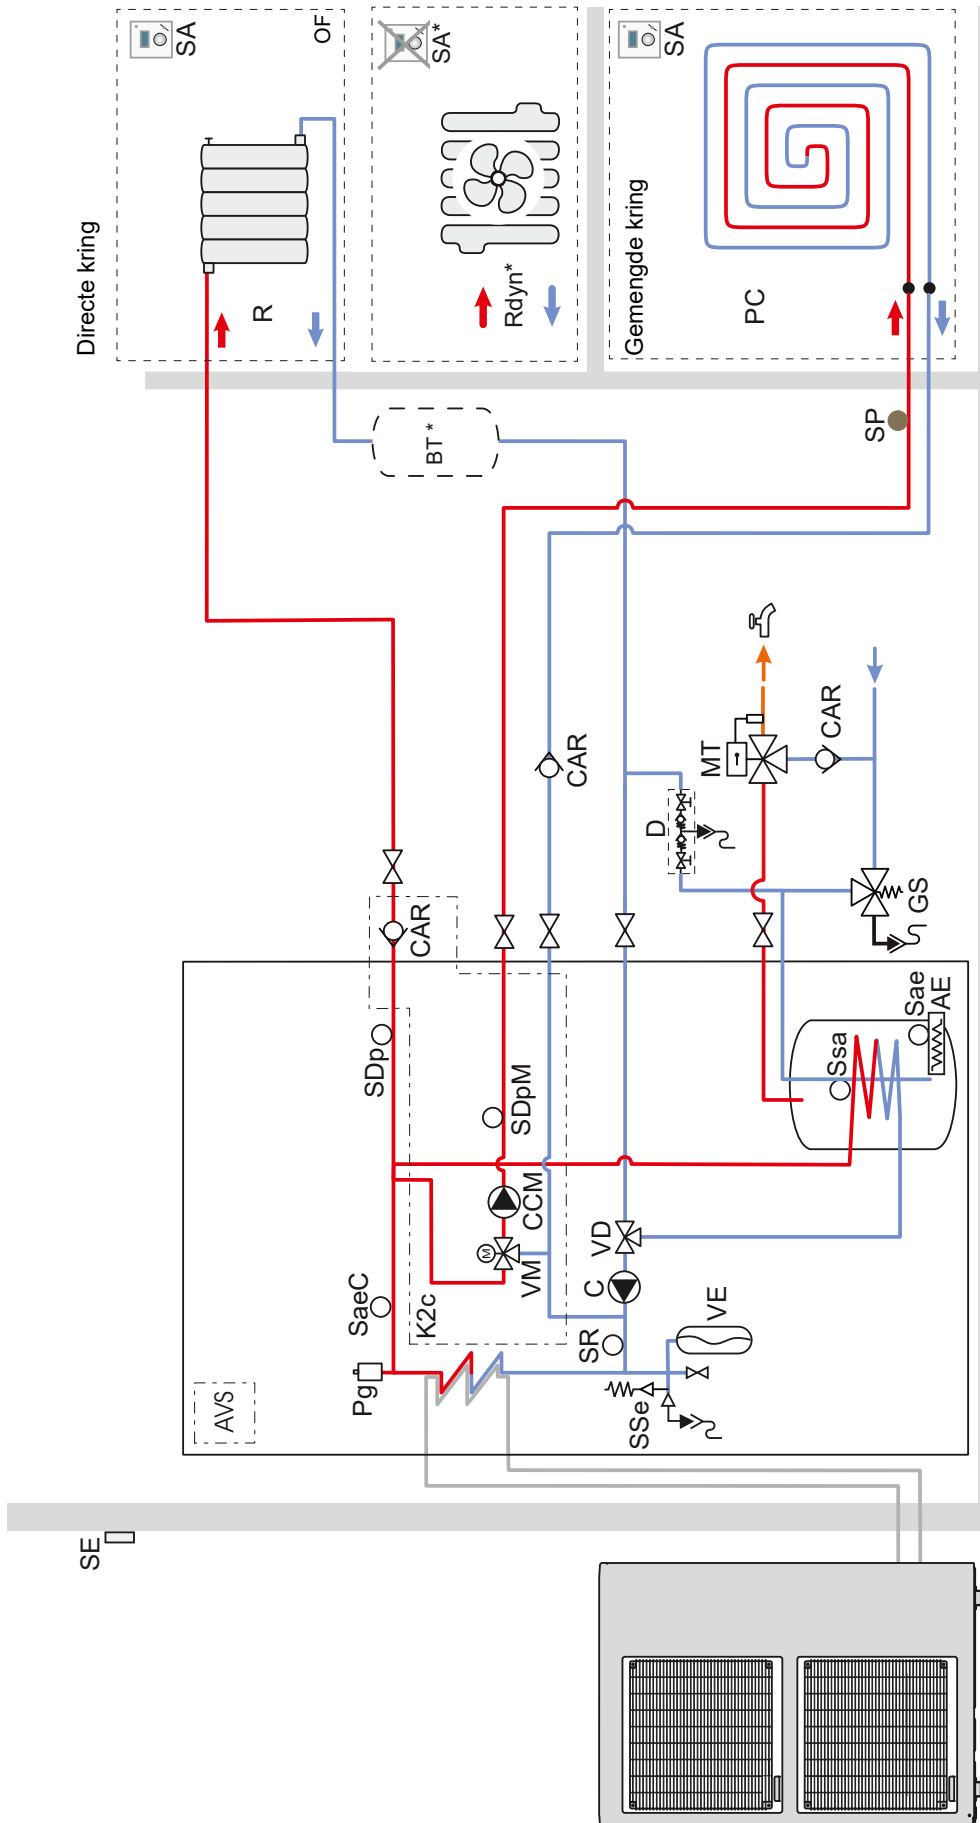 Directe kring
SA
OF
R
SA*
Rdyn*
Gemengde kring
SA
PC
BT *
SP
CAR
CAR
MT
CAR
D
GS
SDp
SDpM
Ssa
Sae
AE
CCM
VM
VD
C
SaeC
K2c
SR
VE
Pg
SSe
AVS
M
SE